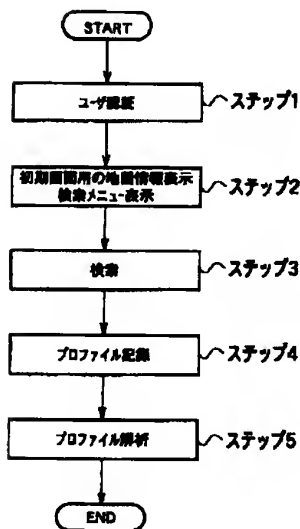 START
ユーザ認証
ステップ1
初期画面用の地図情報表示
検索メニュー表示
ステップ2
検索
ステップ3
プロファイル記録
ステップ4
プロファイル解析
ステップ5
END